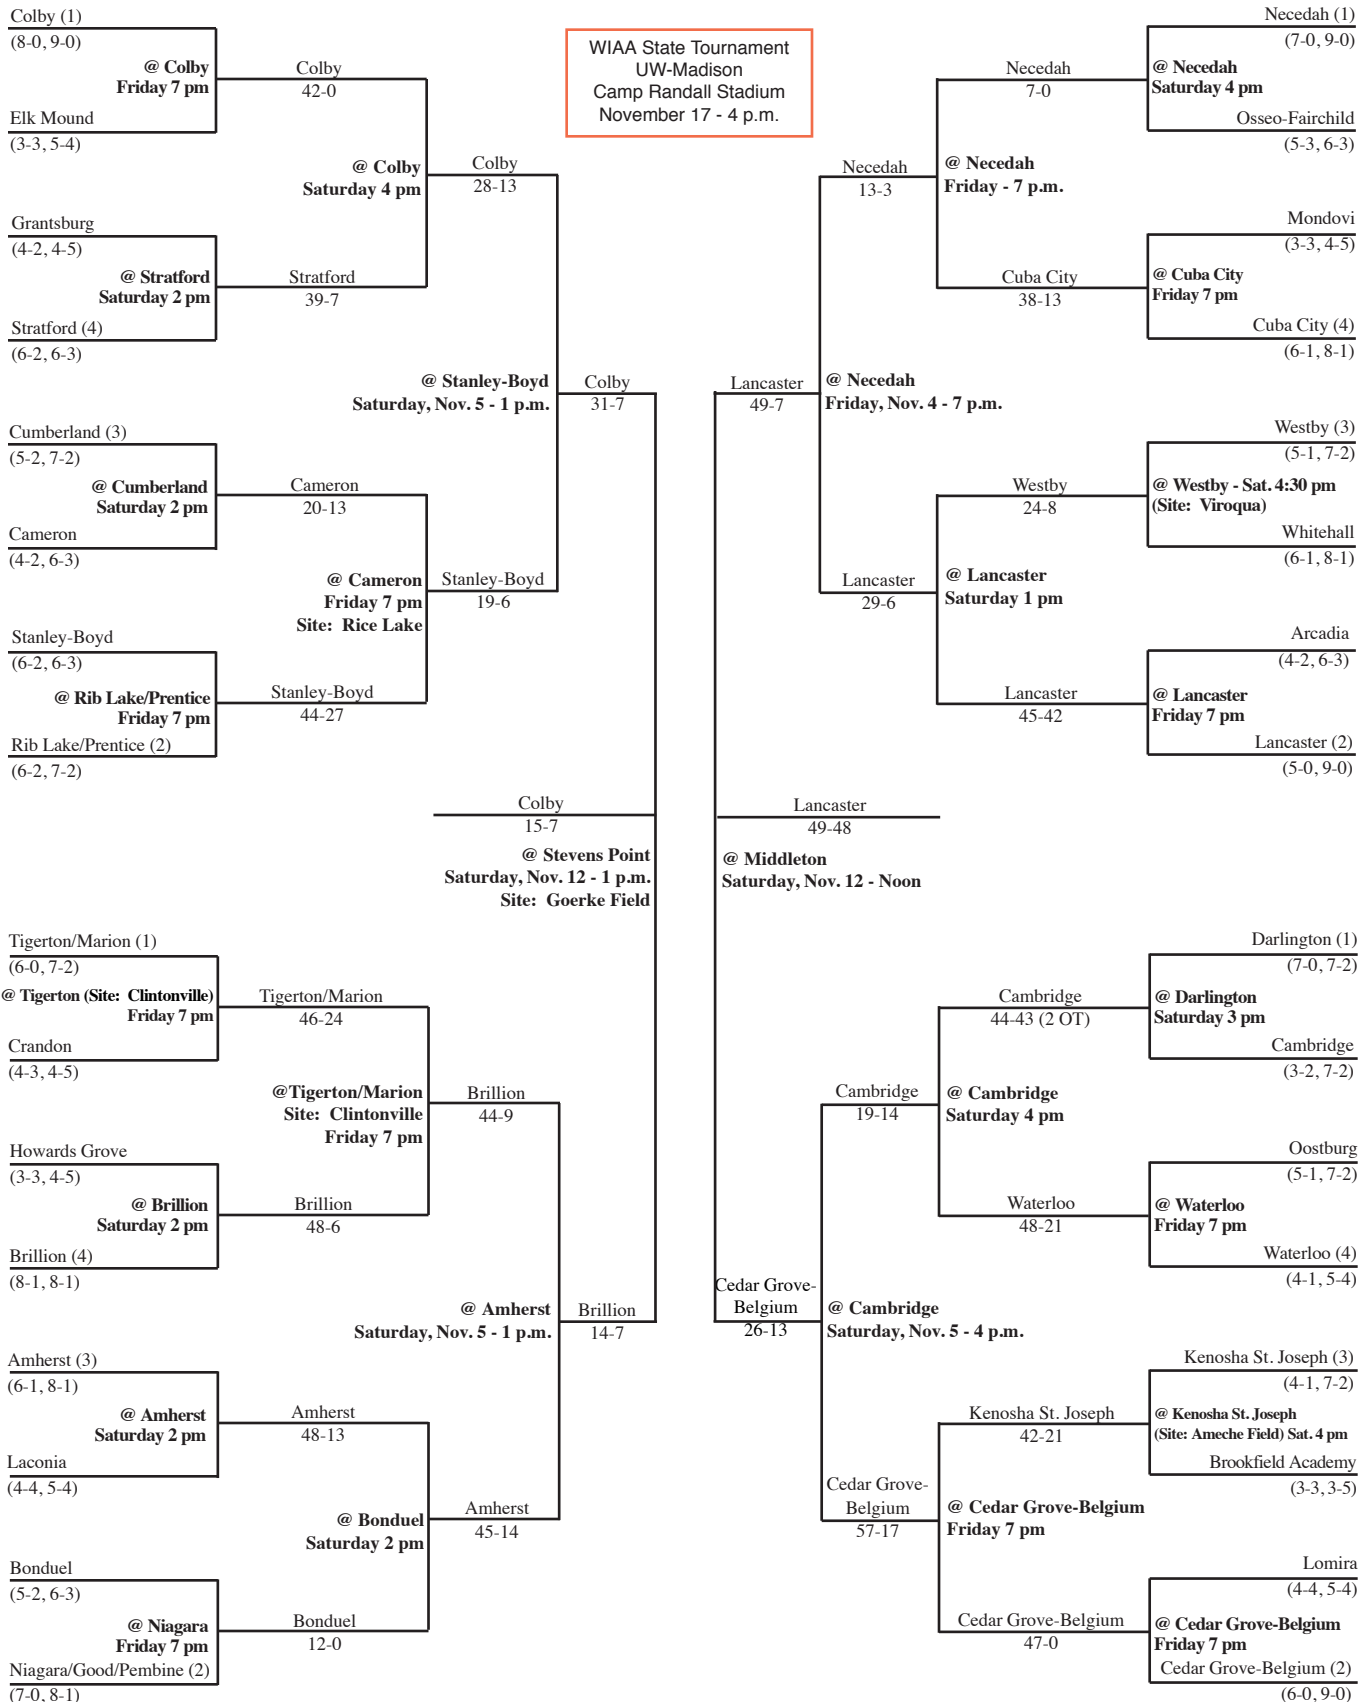 WIAA State Tournament
UW-Madison
Camp Randall Stadium
November 17 - 4 p.m.
Colby (1)
(8-0, 9-0)
@ Colby
Friday 7 pm
Elk Mound
(3-3, 5-4)
Colby
42-0
@ Colby
Saturday 4 pm
Grantsburg
(4-2, 4-5)
@ Stratford
Saturday 2 pm
Stratford (4)
(6-2, 6-3)
Stratford
39-7
Colby
28-13
@ Stanley-Boyd
Saturday, Nov. 5 - 1 p.m.
Cumberland (3)
(5-2, 7-2)
@ Cumberland
Saturday 2 pm
Cameron
(4-2, 6-3)
Cameron
20-13
@ Cameron
Friday 7 pm
Site: Rice Lake
Stanley-Boyd
(6-2, 6-3)
@ Rib Lake/Prentice
Friday 7 pm
Rib Lake/Prentice (2)
(6-2, 7-2)
Stanley-Boyd
44-27
Stanley-Boyd
19-6
Colby
31-7
Colby
15-7
@ Stevens Point
Saturday, Nov. 12 - 1 p.m.
Site: Goerke Field
Tigerton/Marion (1)
(6-0, 7-2)
@ Tigerton (Site: Clintonville)
Friday 7 pm
Crandon
(4-3, 4-5)
Tigerton/Marion
46-24
@Tigerton/Marion
Site: Clintonville
Friday 7 pm
Howards Grove
(3-3, 4-5)
@ Brillion
Saturday 2 pm
Brillion (4)
(8-1, 8-1)
Brillion
48-6
Brillion
44-9
@ Amherst
Saturday, Nov. 5 - 1 p.m.
Brillion
14-7
Amherst (3)
(6-1, 8-1)
@ Amherst
Saturday 2 pm
Laconia
(4-4, 5-4)
Amherst
48-13
@ Bonduel
Saturday 2 pm
Amherst
45-14
Bonduel
(5-2, 6-3)
@ Niagara
Friday 7 pm
Niagara/Good/Pembine (2)
(7-0, 8-1)
Bonduel
12-0
Necedah (1)
(7-0, 9-0)
@ Necedah
Saturday 4 pm
Osseo-Fairchild
(5-3, 6-3)
Necedah
7-0
@ Necedah
Friday - 7 p.m.
Mondovi
(3-3, 4-5)
@ Cuba City
Friday 7 pm
Cuba City (4)
(6-1, 8-1)
Cuba City
38-13
Necedah
13-3
@ Necedah
Friday, Nov. 4 - 7 p.m.
Lancaster
49-7
Westby (3)
(5-1, 7-2)
@ Westby - Sat. 4:30 pm
(Site: Viroqua)
Whitehall
(6-1, 8-1)
Westby
24-8
@ Lancaster
Saturday 1 pm
Lancaster
29-6
Arcadia
(4-2, 6-3)
@ Lancaster
Friday 7 pm
Lancaster (2)
(5-0, 9-0)
Lancaster
45-42
Lancaster
49-48
@ Middleton
Saturday, Nov. 12 - Noon
Darlington (1)
(7-0, 7-2)
@ Darlington
Saturday 3 pm
Cambridge
(3-2, 7-2)
Cambridge
44-43 (2 OT)
@ Cambridge
Saturday 4 pm
Cambridge
19-14
Oostburg
(5-1, 7-2)
@ Waterloo
Friday 7 pm
Waterloo (4)
(4-1, 5-4)
Waterloo
48-21
Cedar Grove-
Belgium
26-13
@ Cambridge
Saturday, Nov. 5 - 4 p.m.
Kenosha St. Joseph (3)
(4-1, 7-2)
@ Kenosha St. Joseph
(Site: Ameche Field) Sat. 4 pm
Brookfield Academy
(3-3, 3-5)
Kenosha St. Joseph
42-21
Cedar Grove-
Belgium
57-17
@ Cedar Grove-Belgium
Friday 7 pm
Lomira
(4-4, 5-4)
@ Cedar Grove-Belgium
Friday 7 pm
Cedar Grove-Belgium (2)
(6-0, 9-0)
Cedar Grove-Belgium
47-0